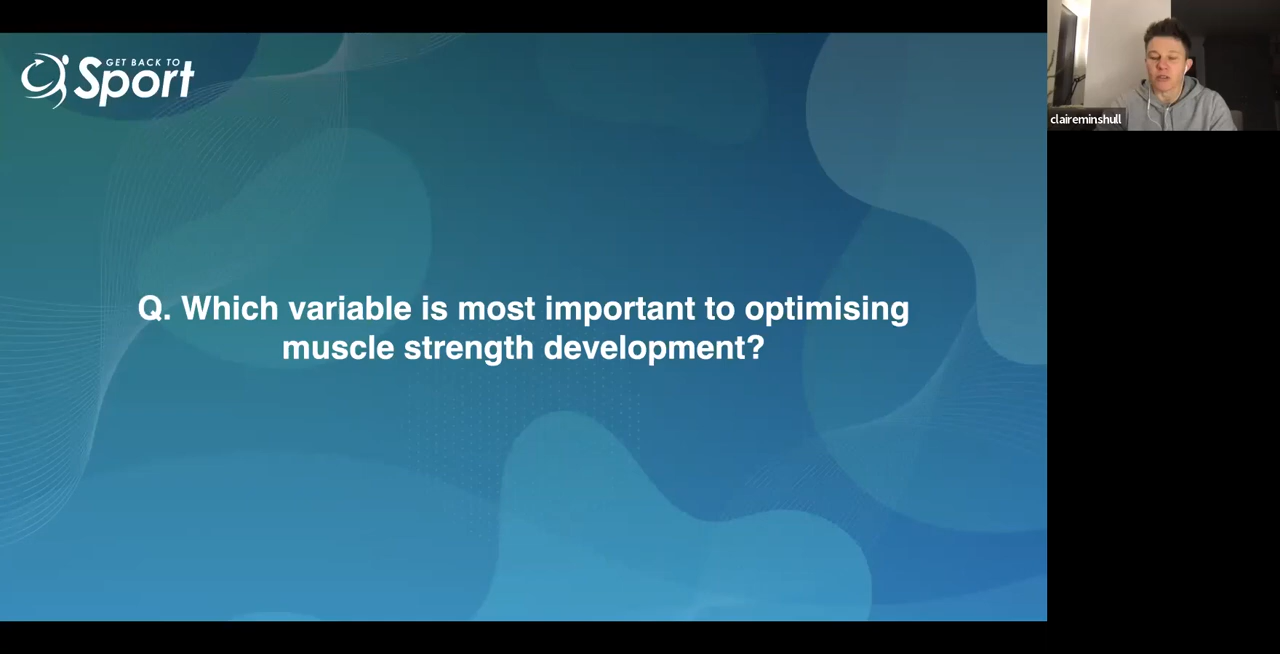 GET BACK TO
Sport
claireminshull
Q. Which variable is most important to optimising
muscle strength development?